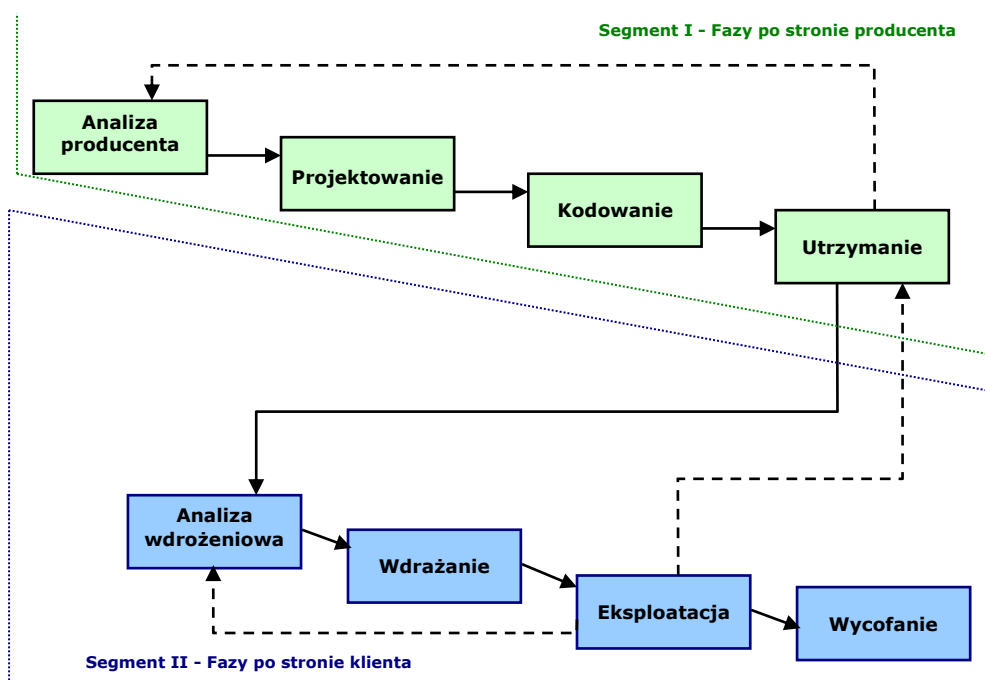 Segment I - Fazy po stronie producenta
Analiza
producenta
Projektowanie
Kodowanie
Utrzymanie
Analiza
wdrożeniowa
Wdrażanie
Eksploatacja
Wycofanie
Segment II - Fazy po stronie klienta